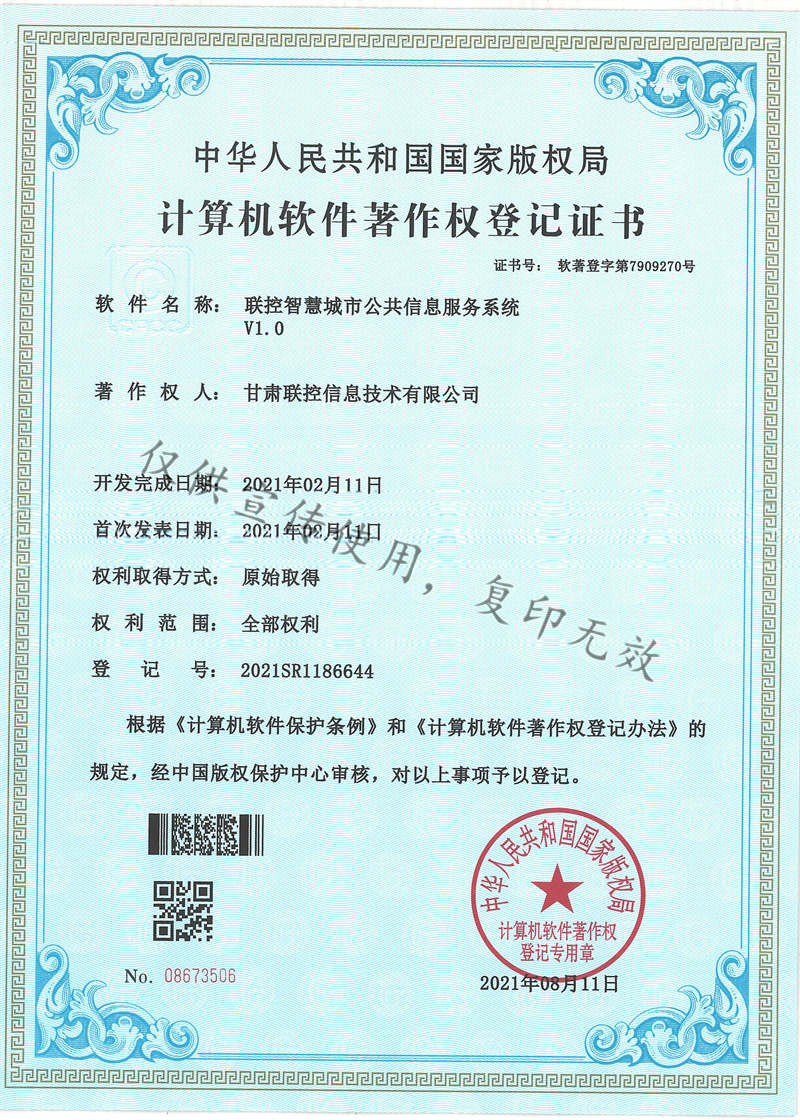 中华人民共和国国家版权局
计算机软件著作权登记证书
证书号： 软著登字第7909270号
软件名称： 联控智慧城市公共信息服务系统
V1.0
著作权人： 甘肃联控信息技术有限公司
开发完成日期： 2021年02月11日
首次发表日期： 2021年02月11日
权利取得方式： 原始取得
权利范围： 全部权利
登记号： 2021SR1186644
仅供宣传使用，复印无效
根据《计算机软件保护条例》和《计算机软件著作权登记办法》的
规定，经中国版权保护中心审核，对以上事项予以登记。
中华人民共和国国家版权局
计算机软件著作权
登记专用章
No. 08673506
2021年08月11日